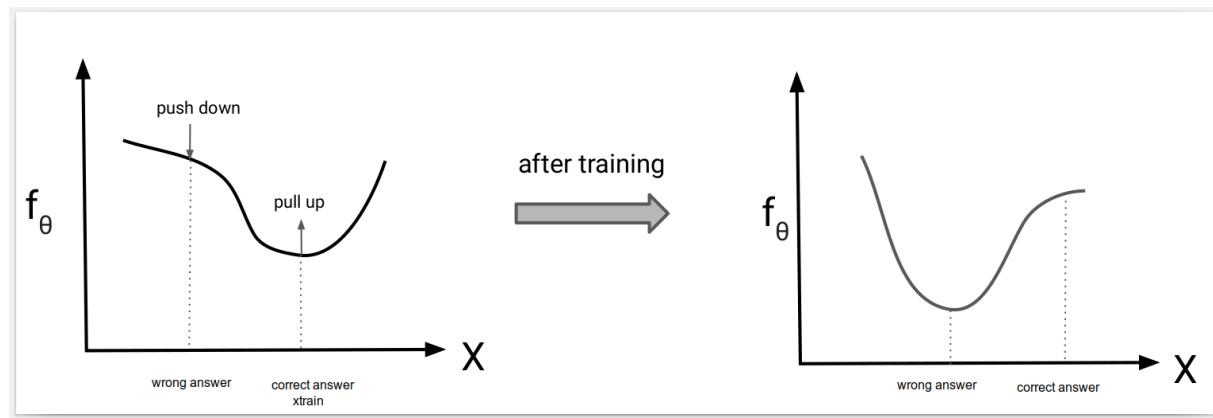 push down
pull up
fθ
X
wrong answer
correct answer
xtrain
after training
fθ
X
wrong answer
correct answer